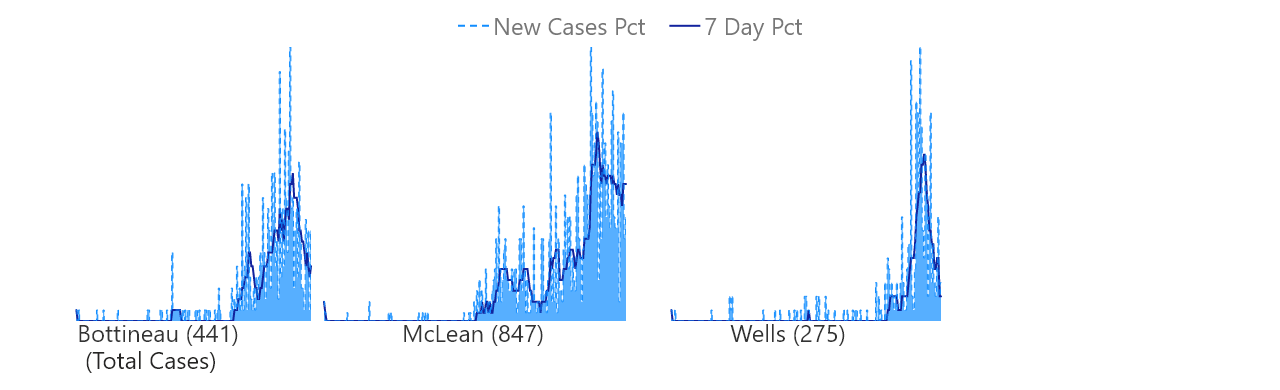 New Cases Pct 7 Day Pct
Bottineau (441) McLean (847) Wells (275)
(Total Cases)